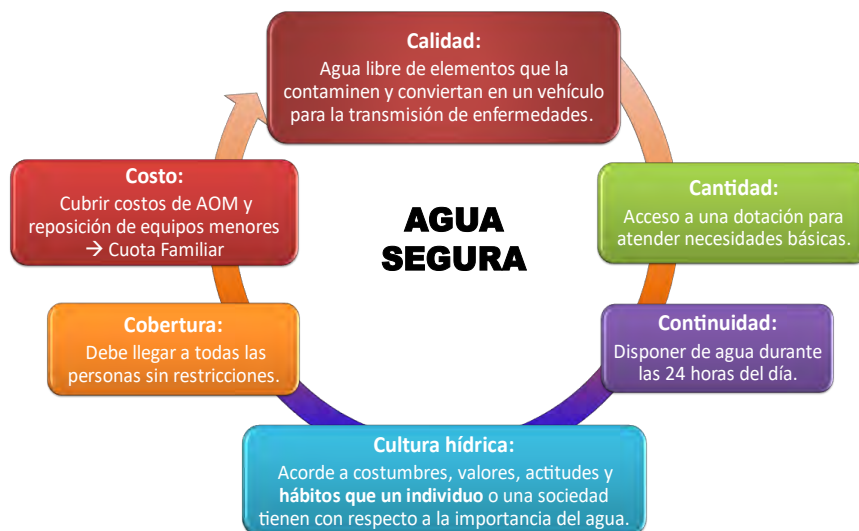 Calidad:
Agua libre de elementos que la
contaminen y conviertan en un vehículo
para la transmisión de enfermedades.
Cantidad:
Acceso a una dotación para
atender necesidades básicas.
Continuidad:
Disponer de agua durante
las 24 horas del día.
Cultura hídrica:
Acorde a costumbres, valores, actitudes y
hábitos que un individuo o una sociedad
tienen con respecto a la importancia del agua.
Cobertura:
Debe llegar a todas las
personas sin restricciones.
Costo:
Cubrir costos de AOM y
reposición de equipos menores
→ Cuota Familiar
AGUA
SEGURA